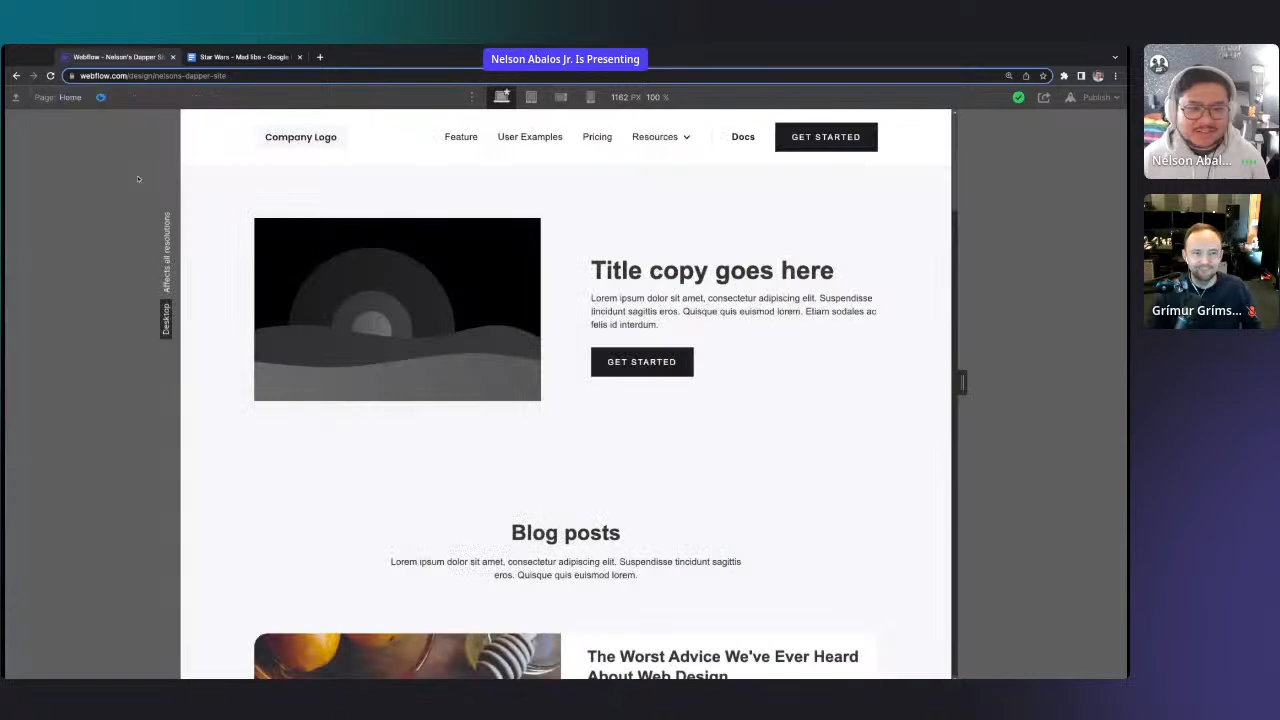 Nelson Abalos Jr. Is Presenting
Webflow - Nelson's Dapper Si
Star Wars - Mad libs - Google
webflow.com/design/nelsons-dapper-site
Page: Home
1162 PX 100 %
Publish
Company Logo
Feature
User Examples
Pricing
Resources
Docs
GET STARTED
Desktop Affects all resolutions
Title copy goes here
Lorem ipsum dolor sit amet, consectetur adipiscing elit. Suspendisse
tincidunt sagittis eros. Quisque quis euismod lorem. Etiam sodales ac
felis id interdum.
GET STARTED
Blog posts
Lorem ipsum dolor sit amet, consectetur adipiscing elit. Suspendisse tincidunt sagittis
eros. Quisque quis euismod lorem.
The Worst Advice We've Ever Heard
About Web Design
Nelson Abal...
Grímur Gríms...